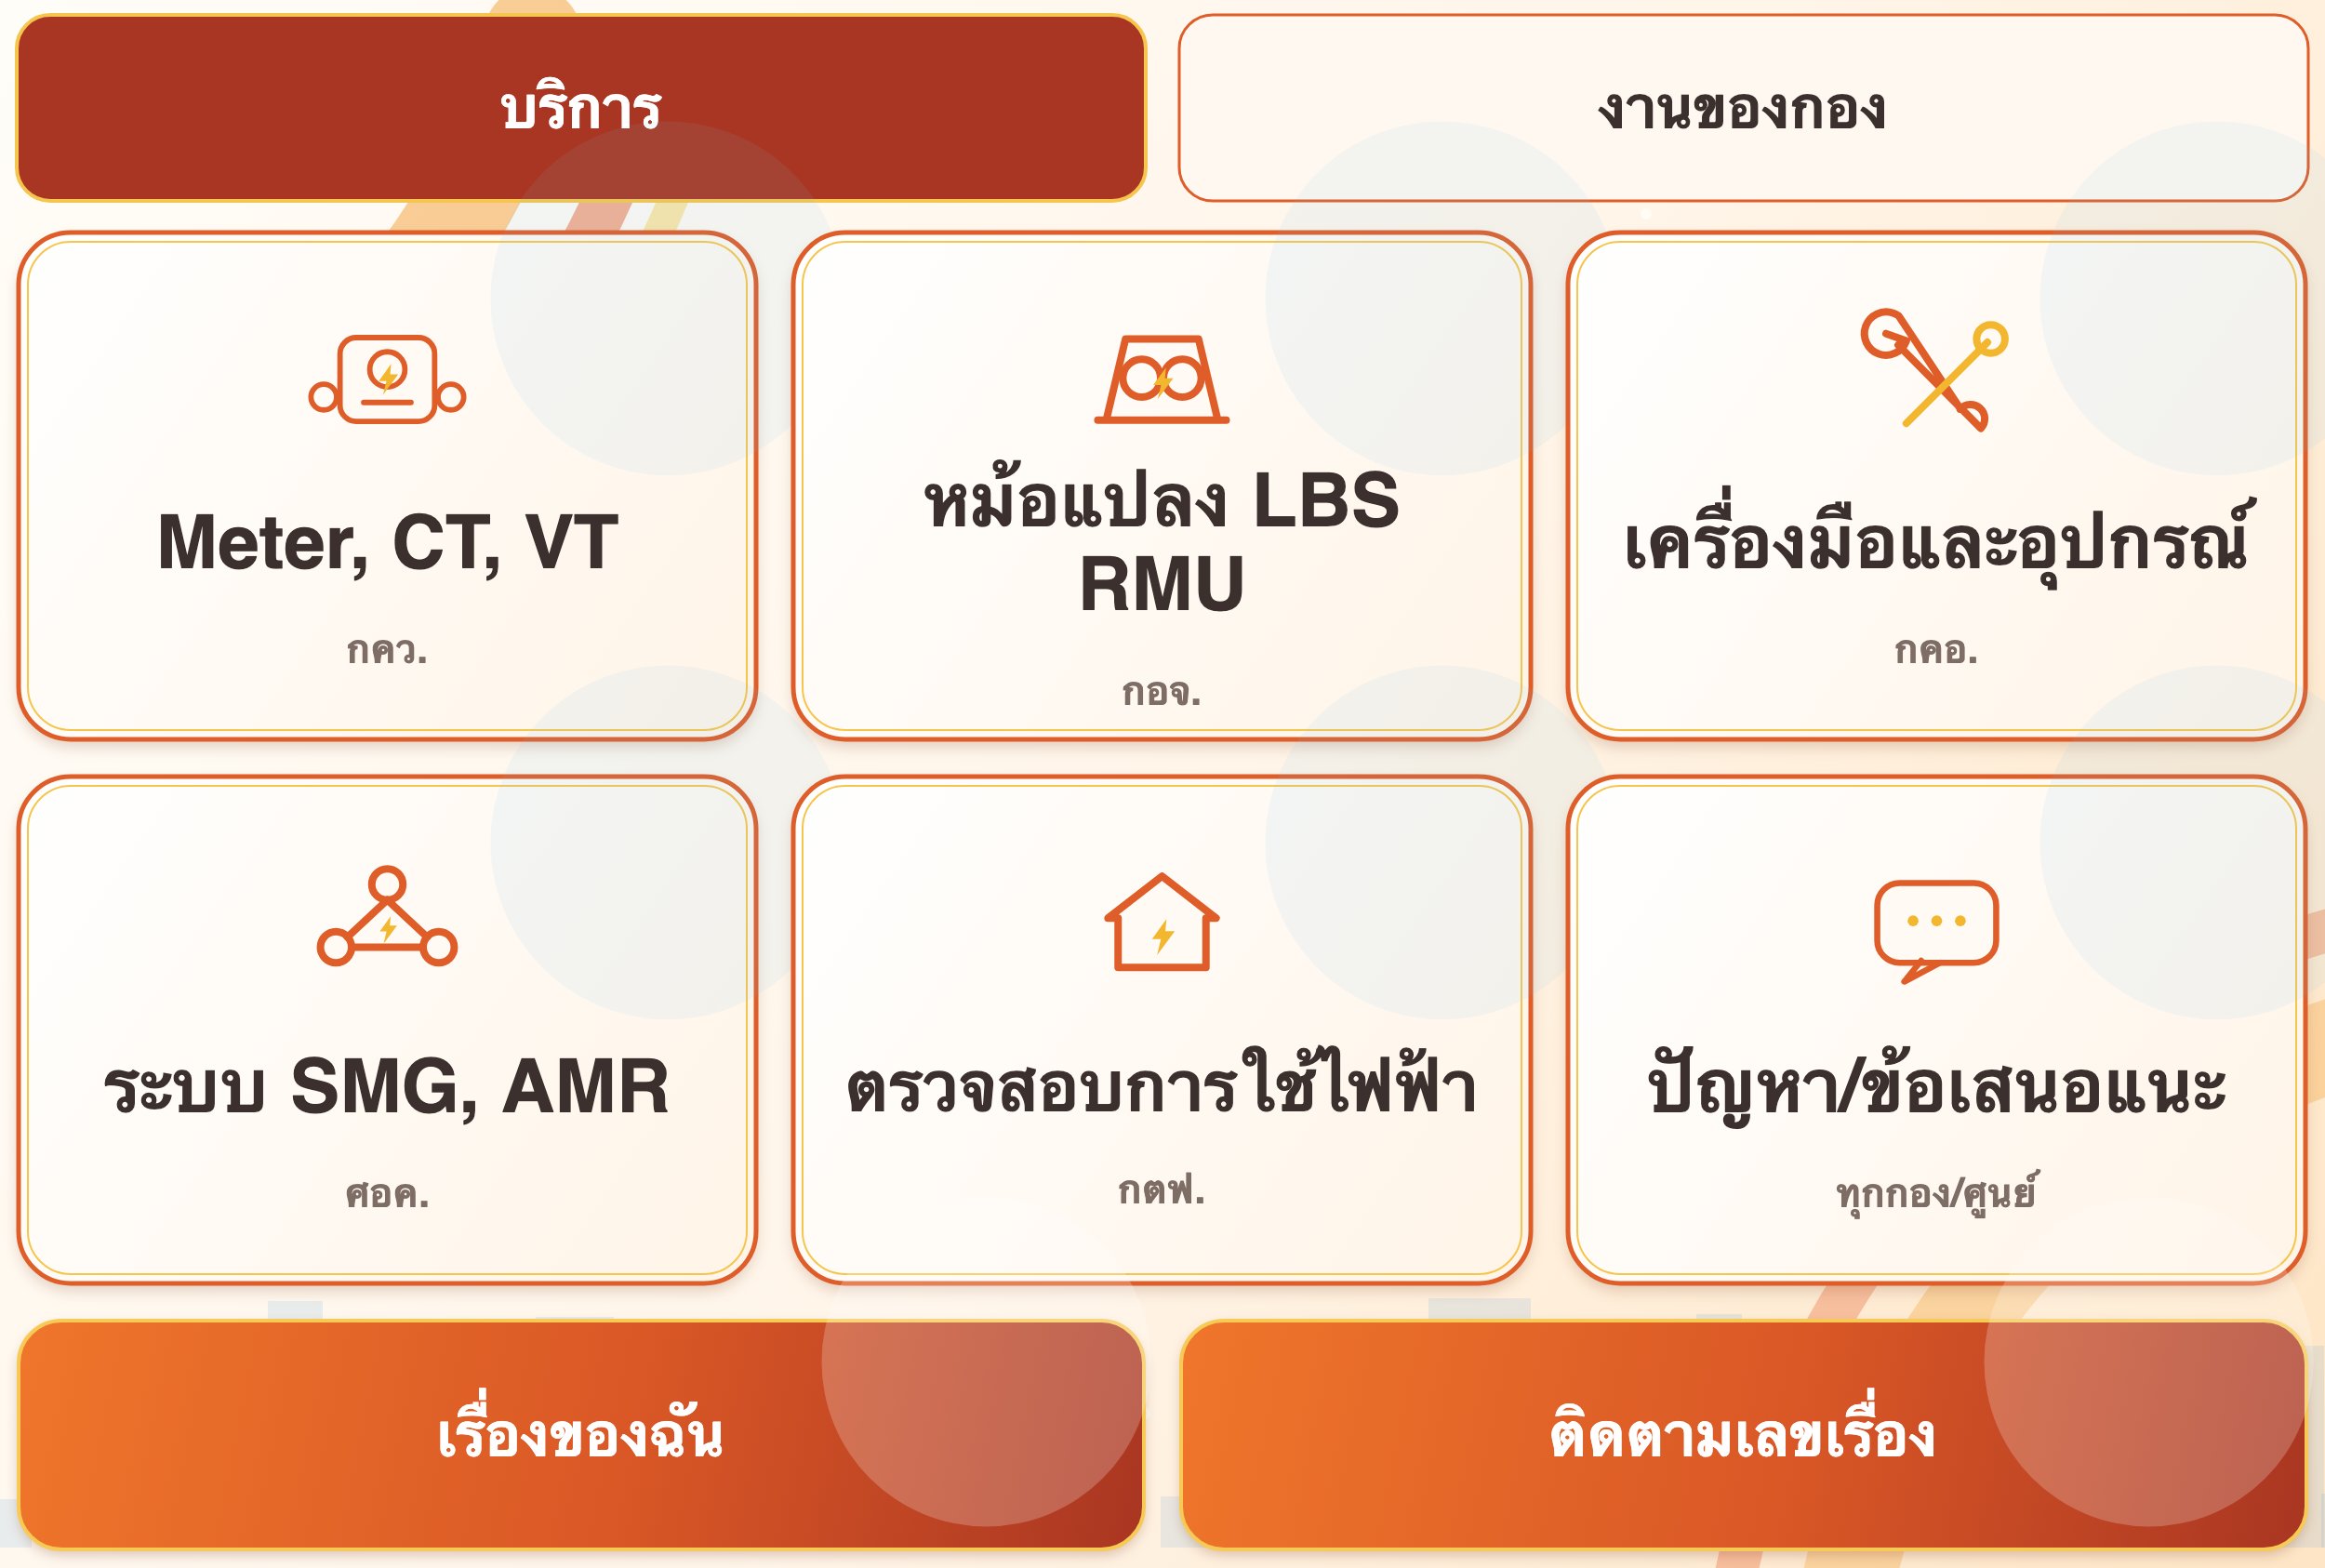 บริการ
งานของกอง
Meter, CT, VT
กคว.
หม้อแปลง LBS
RMU
กอจ.
เครื่องมือและอุปกรณ์
กคอ.
ระบบ SMG, AMR
ศอค.
ตรวจสอบการใช้ไฟฟ้า
กตฟ.
ปัญหา/ข้อเสนอแนะ
ทุกกอง/ศูนย์
เรื่องของฉัน
ติดตามเลขเรื่อง